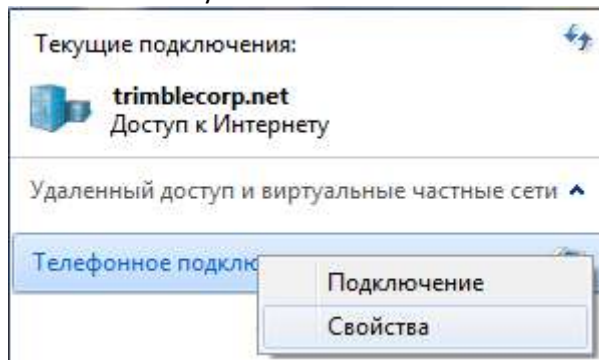 Текущие подключения:
trimblecorp.net
Доступ к Интернету
Удаленный доступ и виртуальные частные сети
Телефонное подклю
Подключение
Свойства